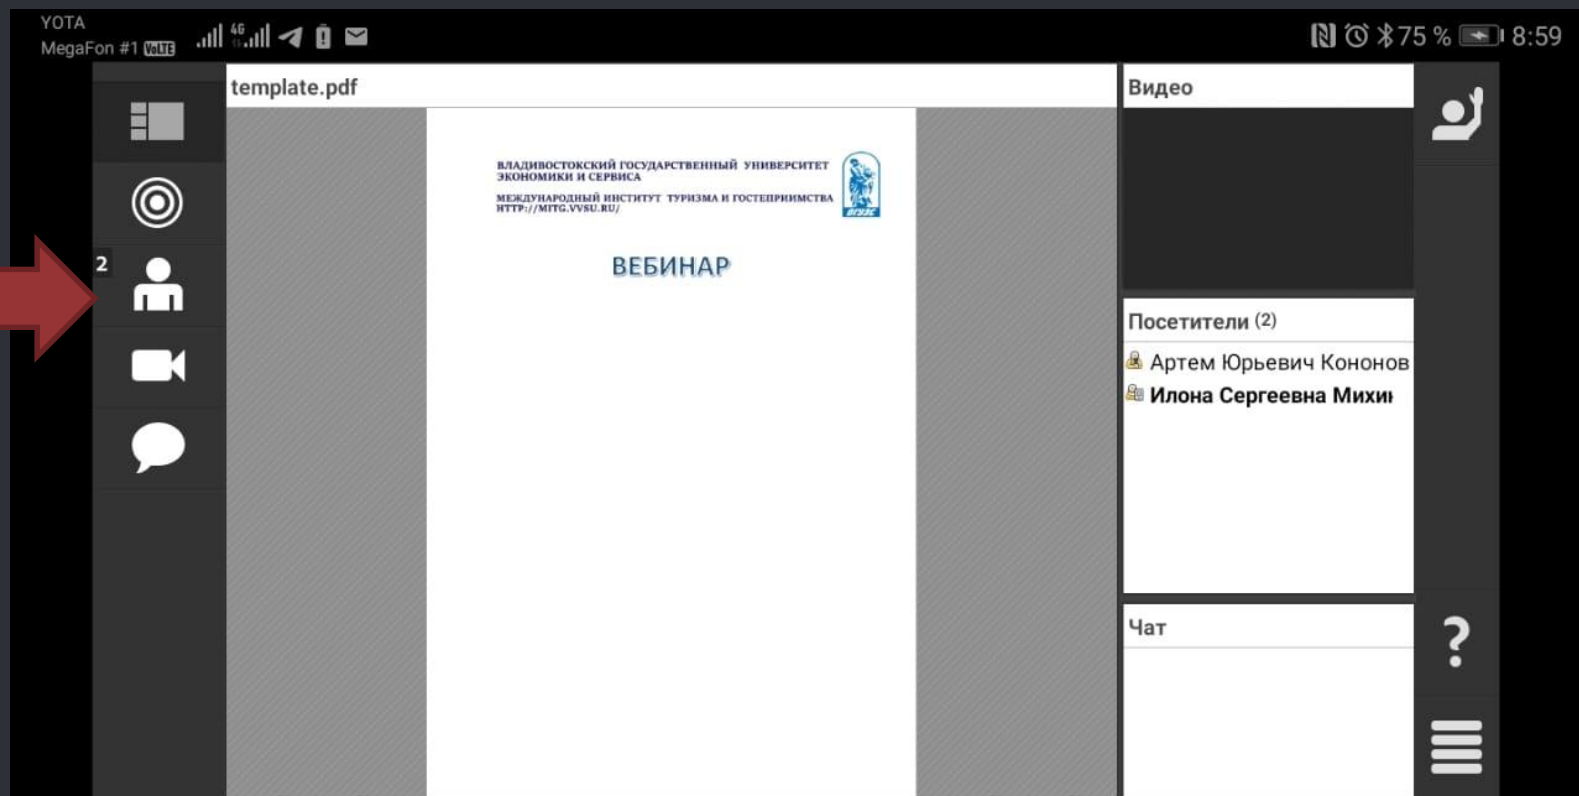 YOTA
MegaFon #1 VoLTE
4G
75 %
8:59
template.pdf
Видео
ВЛАДИВОСТОКСКИЙ ГОСУДАРСТВЕННЫЙ УНИВЕРСИТЕТ
ЭКОНОМИКИ И СЕРВИСА
МЕЖДУНАРОДНЫЙ ИНСТИТУТ ТУРИЗМА И ГОСТЕПРИИМСТВА
HTTP://MITG.VVSU.RU/
ВГУЭС
2
ВЕБИНАР
Посетители (2)
Артем Юрьевич Кононов
Илона Сергеевна
Чат
?